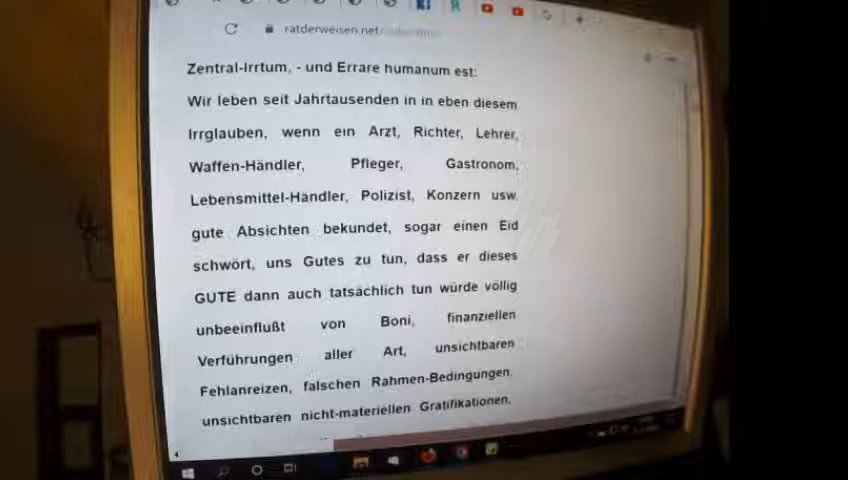 ratderweisen.net
Zentral-Irrtum, - und Errare humanum est:
Wir leben seit Jahrtausenden in in eben diesem
Irrglauben, wenn ein Arzt, Richter, Lehrer,
Waffen-Händler, Pfleger, Gastronom,
Lebensmittel-Händler, Polizist, Konzern usw.
gute Absichten bekundet, sogar einen Eid
schwört, uns Gutes zu tun, dass er dieses
GUTE dann auch tatsächlich tun würde völlig
unbeeinflußt von Boni, finanziellen
Verführungen aller Art, unsichtbaren
Fehlanreizen, falschen Rahmen-Bedingungen,
unsichtbaren nicht-materiellen Gratifikationen,